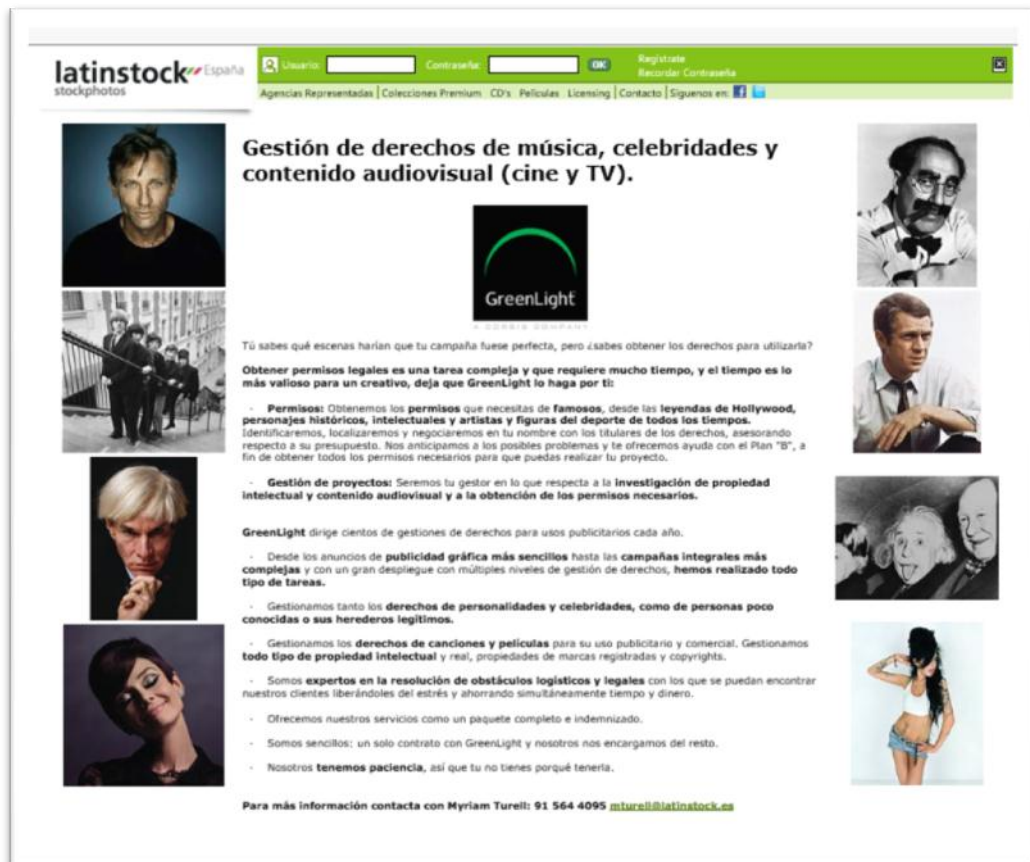 latinstock España
stockphotos
Usuario: Contraseña: OK
Regístrate
Recordar Contraseña
Agencias Representadas | Colecciones Premium CD's Películas Licensing | Contacto | Síguenos en:
Gestión de derechos de música, celebridades y
contenido audiovisual (cine y TV).
GreenLight
A CORBIS COMPANY
Tú sabes qué escenas harían que tu campaña fuese perfecta, pero ¿sabes obtener los derechos para utilizarla?
Obtener permisos legales es una tarea compleja y que requiere mucho tiempo, y el tiempo es lo
más valioso para un creativo, deja que GreenLight lo haga por ti:
· Permisos: Obtenemos los permisos que necesitas de famosos, desde las leyendas de Hollywood,
personajes históricos, intelectuales y artistas y figuras del deporte de todos los tiempos.
Identificaremos, localizaremos y negociaremos en tu nombre con los titulares de los derechos, asesorando
respecto a su presupuesto. Nos anticipamos a los posibles problemas y te ofrecemos ayuda con el Plan "B", a
fin de obtener todos los permisos necesarios para que puedas realizar tu proyecto.
· Gestión de proyectos: Seremos tu gestor en lo que respecta a la investigación de propiedad
intelectual y contenido audiovisual y a la obtención de los permisos necesarios.
GreenLight dirige cientos de gestiones de derechos para usos publicitarios cada año.
· Desde los anuncios de publicidad gráfica más sencillos hasta las campañas integrales más
complejas y con un gran despliegue con múltiples niveles de gestión de derechos, hemos realizado todo
tipo de tareas.
· Gestionamos tanto los derechos de personalidades y celebridades, como de personas poco
conocidas o sus herederos legítimos.
· Gestionamos los derechos de canciones y películas para su uso publicitario y comercial. Gestionamos
todo tipo de propiedad intelectual y real, propiedades de marcas registradas y copyrights.
· Somos expertos en la resolución de obstáculos logísticos y legales con los que se puedan encontrar
nuestros clientes liberándoles del estrés y ahorrando simultáneamente tiempo y dinero.
· Ofrecemos nuestros servicios como un paquete completo e indemnizado.
· Somos sencillos: un solo contrato con GreenLight y nosotros nos encargamos del resto.
· Nosotros tenemos paciencia, así que tu no tienes porqué tenerla.
Para más información contacta con Myriam Turell: 91 564 4095 mturell@latinstock.es